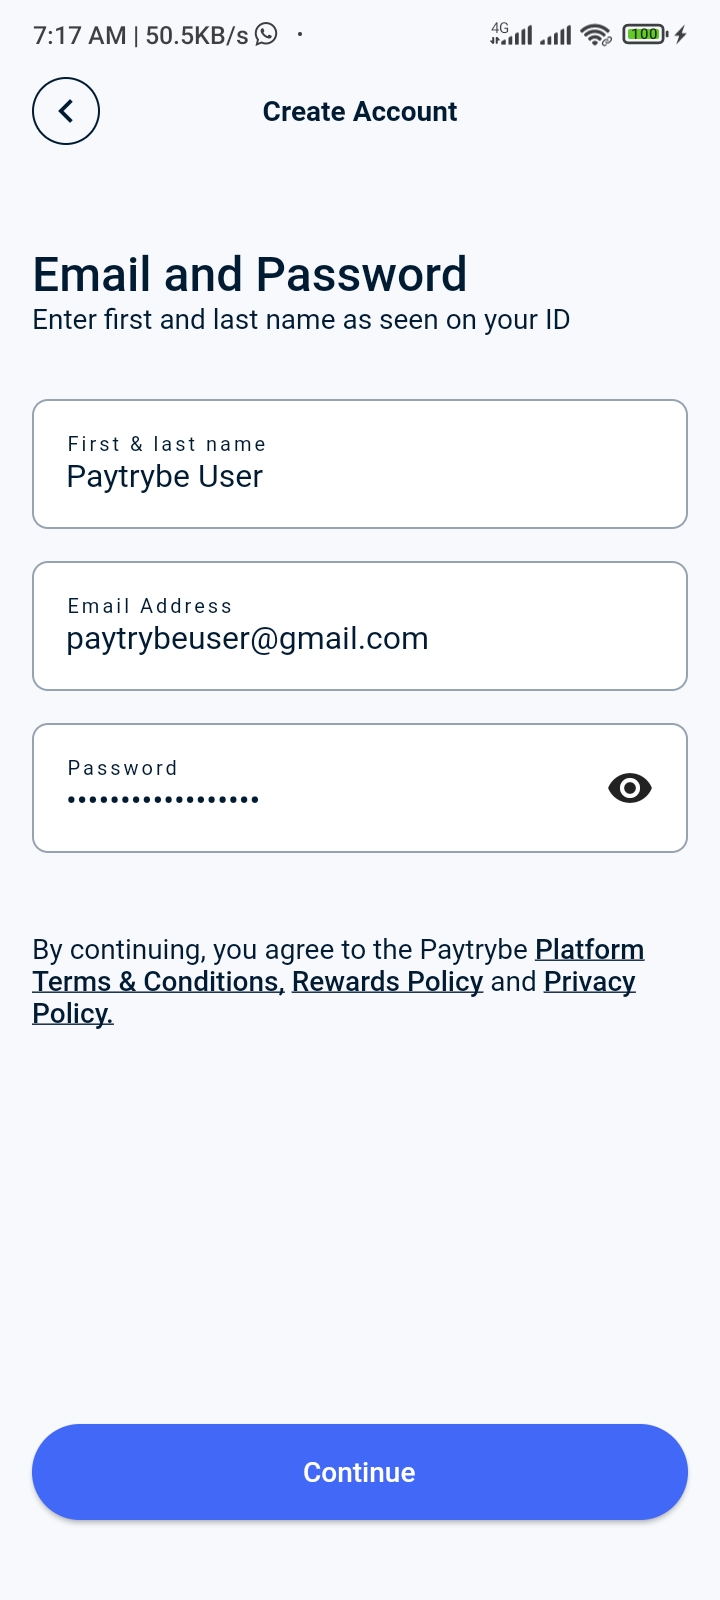 7:17 AM | 50.5KB/s
4G
100
Create Account
Email and Password
Enter first and last name as seen on your ID
First & last name
Paytrybe User
Email Address
paytrybeuser@gmail.com
Password
••••••••••••••••••
By continuing, you agree to the Paytrybe Platform
Terms & Conditions, Rewards Policy and Privacy
Policy.
Continue